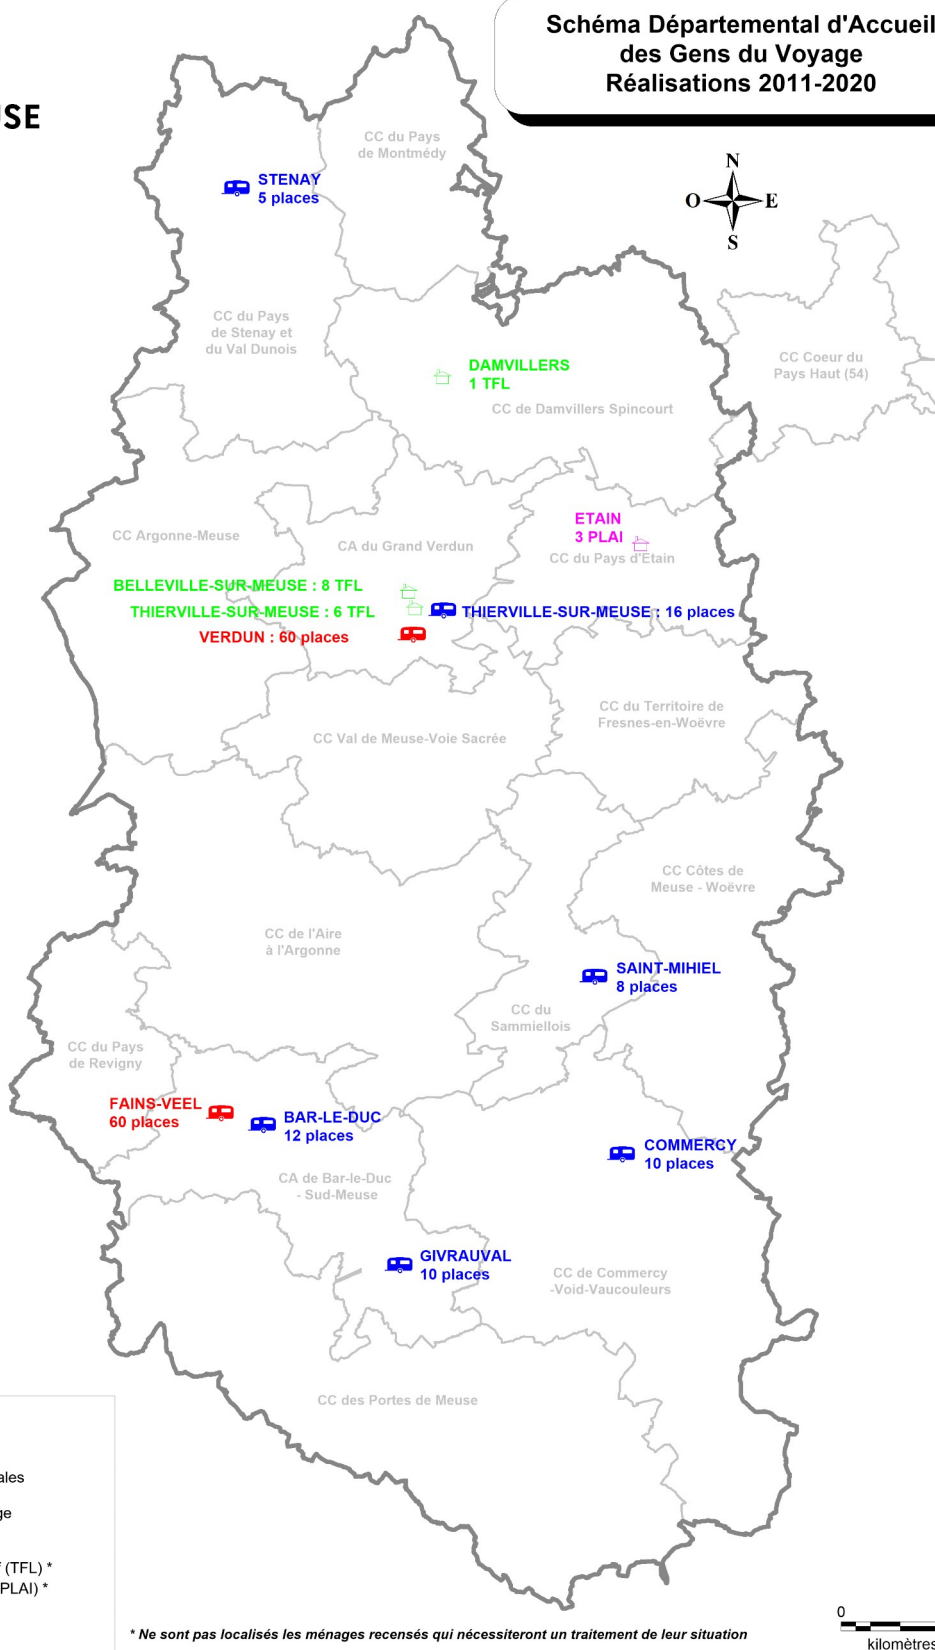 Schéma Départemental d'Accueil
des Gens du Voyage
Réalisations 2011-2020
N
O
E
S
CC du Pays
de Montmédy
STENAY
5 places
CC du Pays
de Stenay et
du Val Dunois
DAMVILLERS
1 TFL
CC de Damvillers Spincourt
CC Coeur du
Pays Haut (54)
CC Argonne-Meuse
CA du Grand Verdun
ETAIN
3 PLAI
CC du Pays d'Etain
BELLEVILLE-SUR-MEUSE : 8 TFL
THIERVILLE-SUR-MEUSE : 6 TFL
THIERVILLE-SUR-MEUSE : 16 places
VERDUN : 60 places
CC du Territoire de
Fresnes-en-Woëvre
CC Val de Meuse-Voie Sacrée
CC Côtes de
Meuse - Woëvre
CC de l'Aire
à l'Argonne
SAINT-MIHIEL
8 places
CC du
Sammiellois
CC du Pays
de Revigny
FAINS-VEEL
60 places
BAR-LE-DUC
12 places
COMMERCY
10 places
CA de Bar-le-Duc
- Sud-Meuse
GIVRAUVAL
10 places
CC de Commercy
-Void-Vaucouleurs
CC des Portes de Meuse
(TFL) *
PLAI) *
* Ne sont pas localisés les ménages recensés qui nécessiteront un traitement de leur situation
0
kilomètres